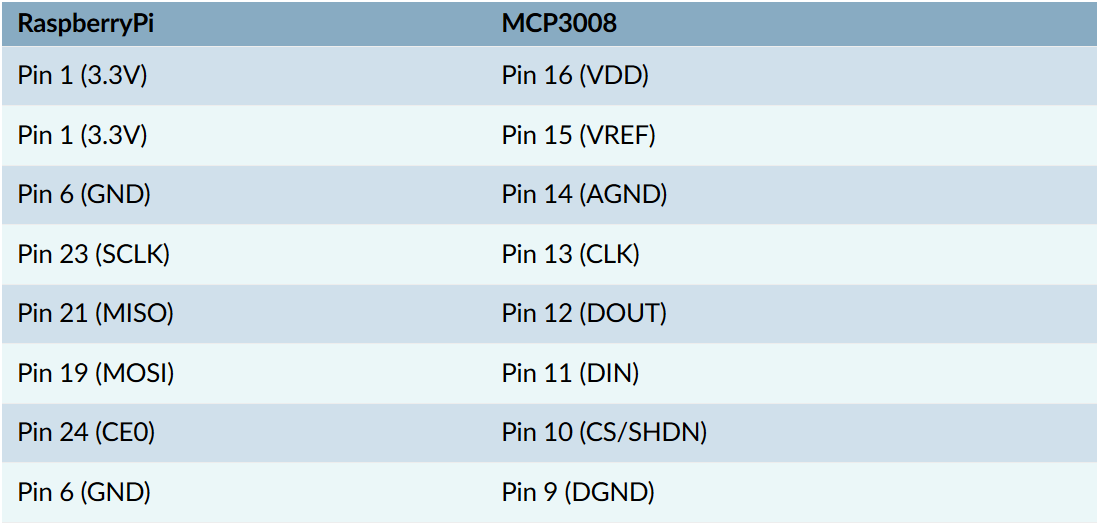 RaspberryPi MCP3008
Pin 1 (3.3V) Pin 16 (VDD)
Pin 1 (3.3V) Pin 15 (VREF)
Pin 6 (GND) Pin 14 (AGND)
Pin 23 (SCLK) Pin 13 (CLK)
Pin 21 (MISO) Pin 12 (DOUT)
Pin 19 (MOSI) Pin 11 (DIN)
Pin 24 (CE0) Pin 10 (CS/SHDN)
Pin 6 (GND) Pin 9 (DGND)